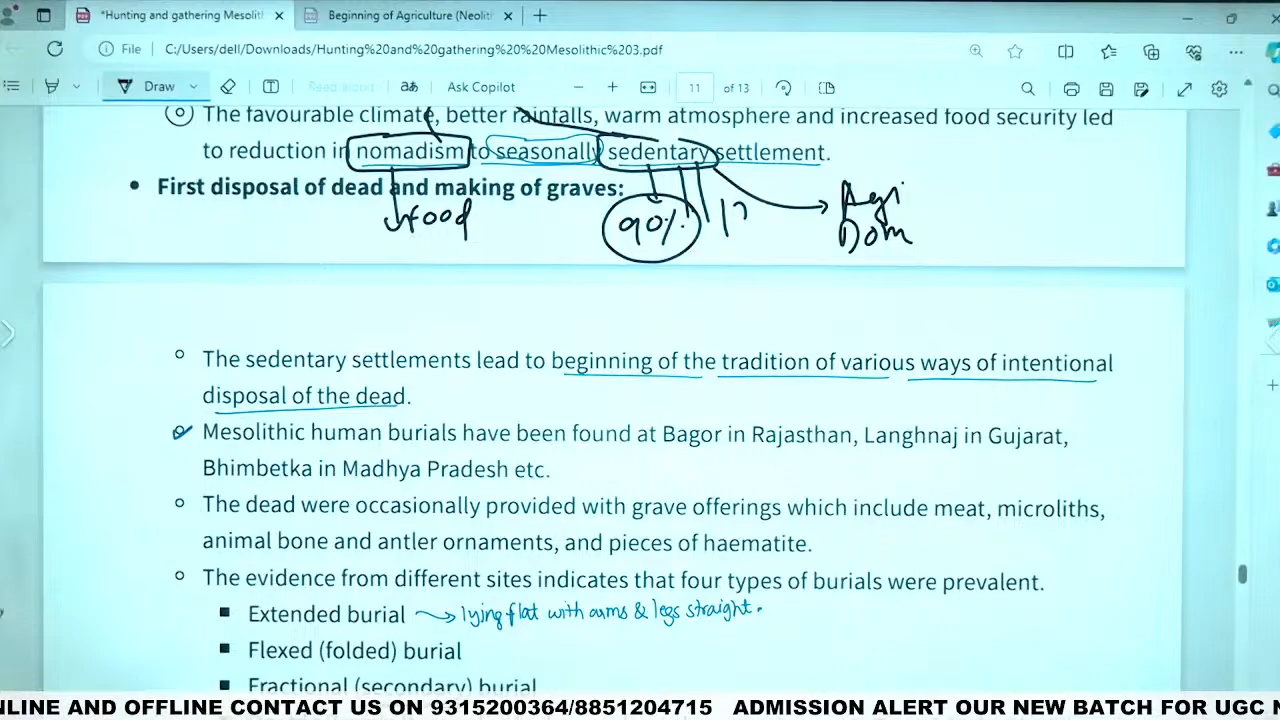 *Hunting and gathering Mesolith
Beginning of Agriculture (Neolit
File
C:/Users/dell/Downloads/Hunting%20and%20gathering%20%20Mesolithic%203.pdf
Draw
Read aloud
Ask Copilot
11
of 13
The favourable climate, better rainfalls, warm atmosphere and increased food security led
to reduction in nomadism to seasonally sedentary settlement.
• First disposal of dead and making of graves:
food
90%
Agri
Dom
The sedentary settlements lead to beginning of the tradition of various ways of intentional
disposal of the dead.
Mesolithic human burials have been found at Bagor in Rajasthan, Langhnaj in Gujarat,
Bhimbetka in Madhya Pradesh etc.
The dead were occasionally provided with grave offerings which include meat, microliths,
animal bone and antler ornaments, and pieces of haematite.
The evidence from different sites indicates that four types of burials were prevalent.
Extended burial → lying flat with arms & legs straight.
Flexed (folded) burial
Fractional (secondary) burial
NLINE AND OFFLINE CONTACT US ON 9315200364/8851204715 ADMISSION ALERT OUR NEW BATCH FOR UGC N